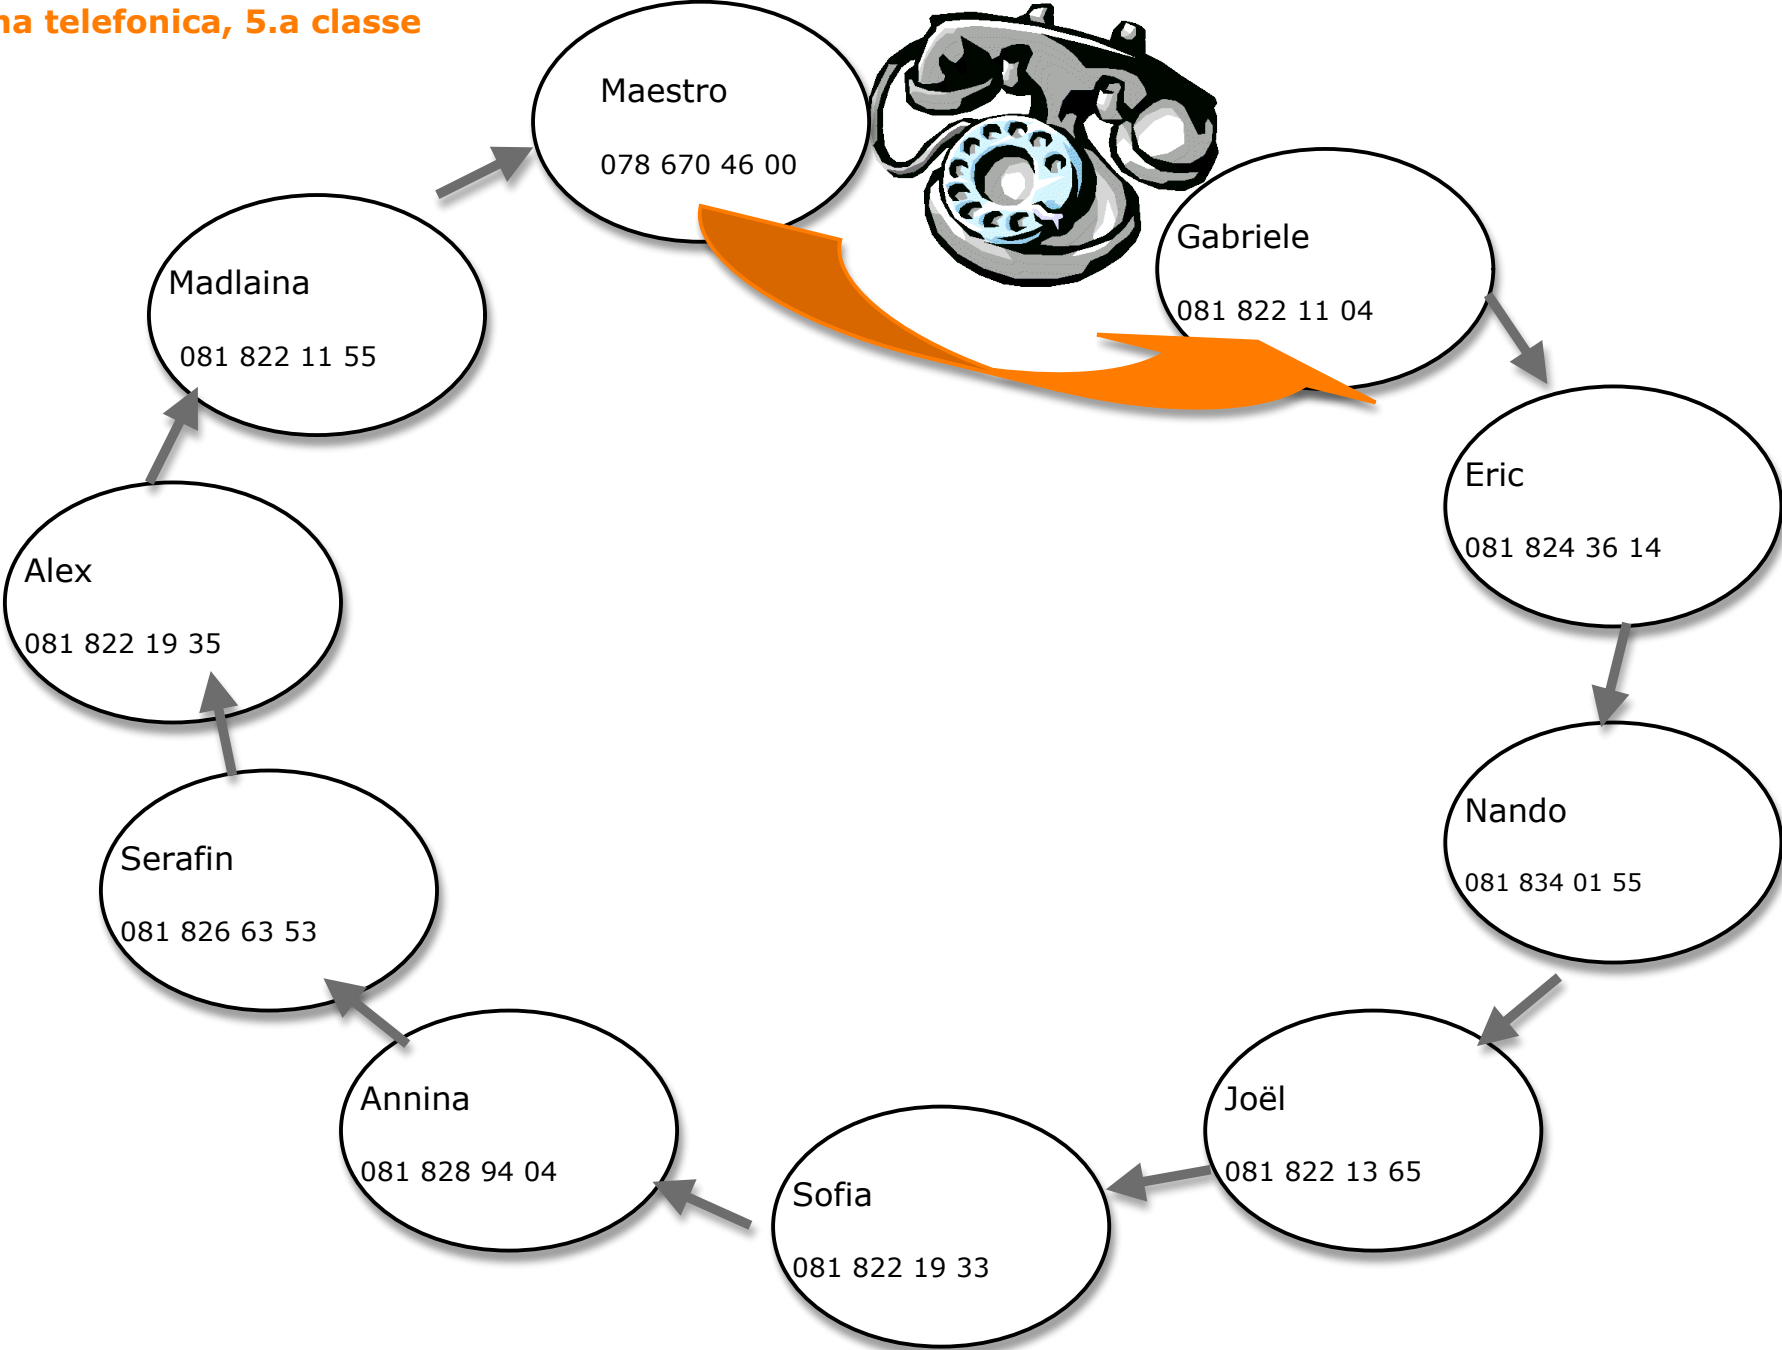 telefonica, 5.a classe
Maestro
078 670 46 00
Gabriele
081 822 11 04
Eric
081 824 36 14
Nando
081 834 01 55
Joël
081 822 13 65
Sofia
081 822 19 33
Annina
081 828 94 04
Serafin
081 826 63 53
Alex
081 822 19 35
Madlaina
081 822 11 55